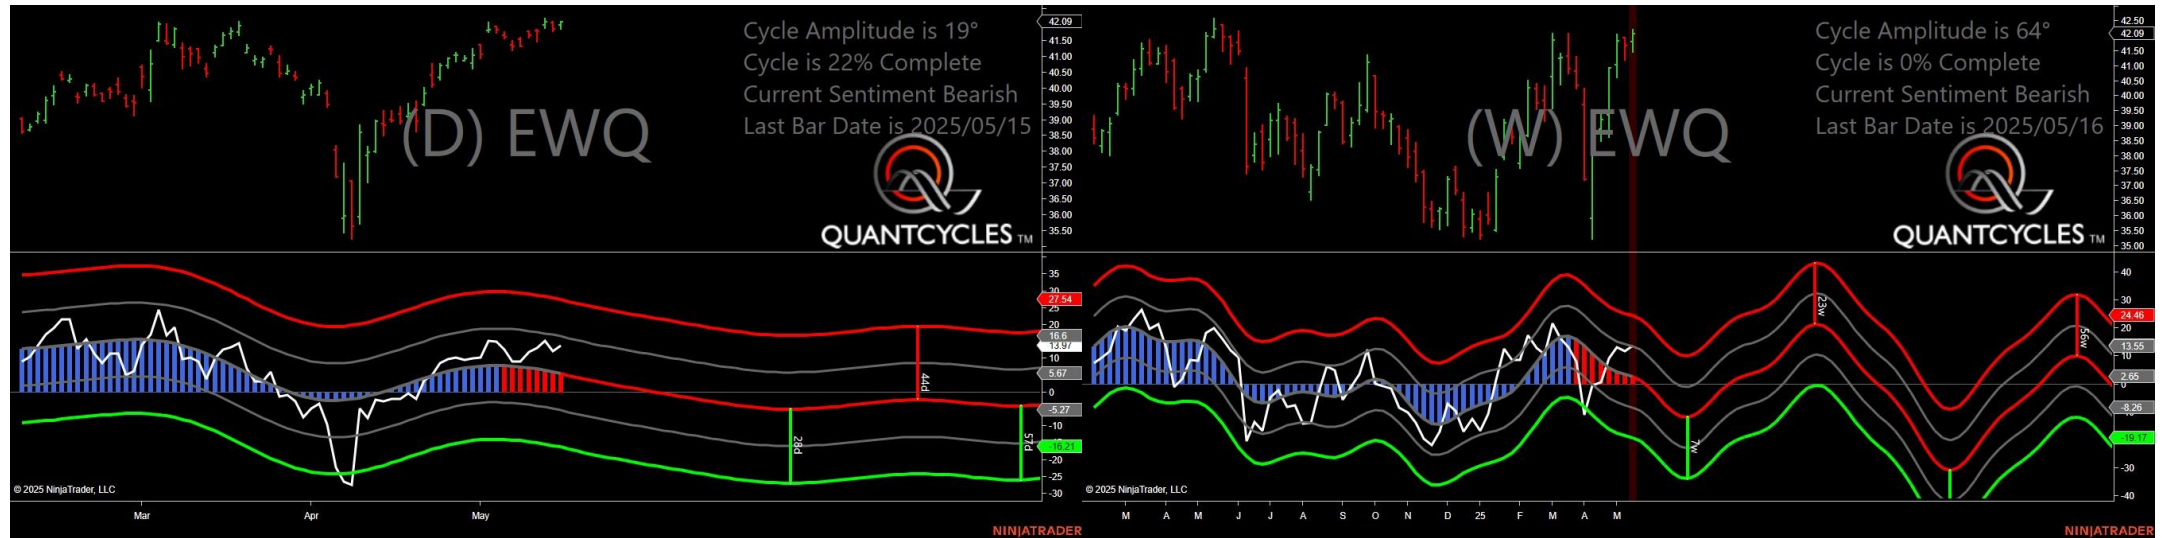 Cycle Amplitude is 19°
Cycle is 22% Complete
Current Sentiment Bearish
Last Bar Date is 2025/05/15
(D) EWQ
QUANTCYCLES TM
42.09
41.50
41.00
40.50
40.00
39.50
39.00
38.50
38.00
37.50
37.00
36.50
36.00
35.50
35
30
27.54
25
20
16.6
13.97
10
5.67
0
-5.27
-10
-16.21
-20
-25
-30
44d
28d
57d
© 2025 NinjaTrader, LLC
Mar
Apr
May
NINJATRADER
Cycle Amplitude is 64°
Cycle is 0% Complete
Current Sentiment Bearish
Last Bar Date is 2025/05/16
(W) EWQ
QUANTCYCLES TM
42.50
42.09
41.50
41.00
40.50
40.00
39.50
39.00
38.50
38.00
37.50
37.00
36.50
36.00
35.50
35.00
40
30
24.46
20
13.55
10
2.65
0
-8.26
-19.17
-30
-40
23w
56w
7w
© 2025 NinjaTrader, LLC
M
A
M
J
J
A
S
O
N
D
25
F
M
A
M
NINJATRADER